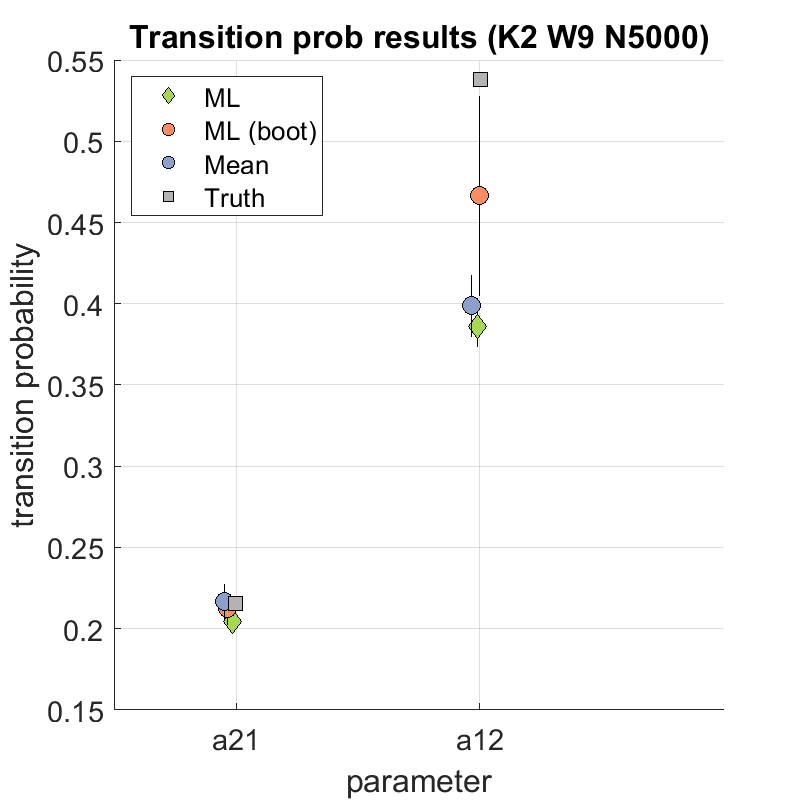 Transition prob results (K2 W9 N5000)
0.55
0.5
0.45
0.4
0.35
0.3
0.25
0.2
0.15
transition probability
ML
ML (boot)
Mean
Truth
a21
a12
parameter